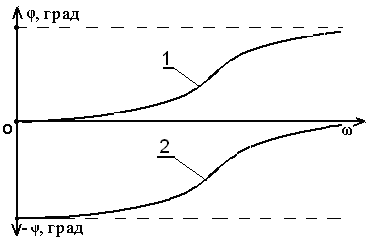 φ, град
1
O
ω
2
- φ, град